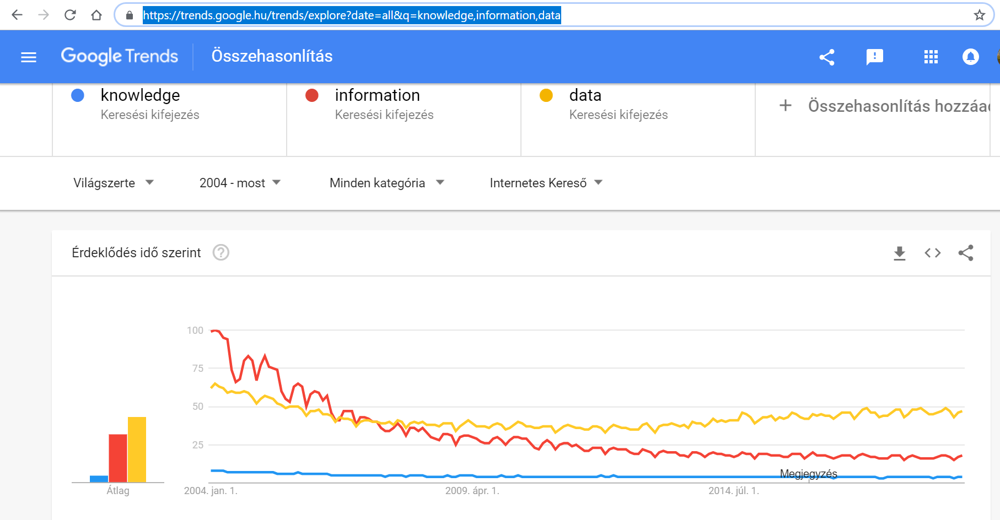 https://trends.google.hu/trends/explore?date=all&q=knowledge,information,data
Google Trends Összehasonlítás
knowledge
Keresési kifejezés
information
Keresési kifejezés
data
Keresési kifejezés
+ Összehasonlítás
Világszerte
2004 - most
Minden kategória
Internetes Kereső
Érdeklődés idő szerint
100
75
50
25
Megjegyzés
Átlag
2004. jan. 1.
2009. ápr. 1.
2014. júl. 1.